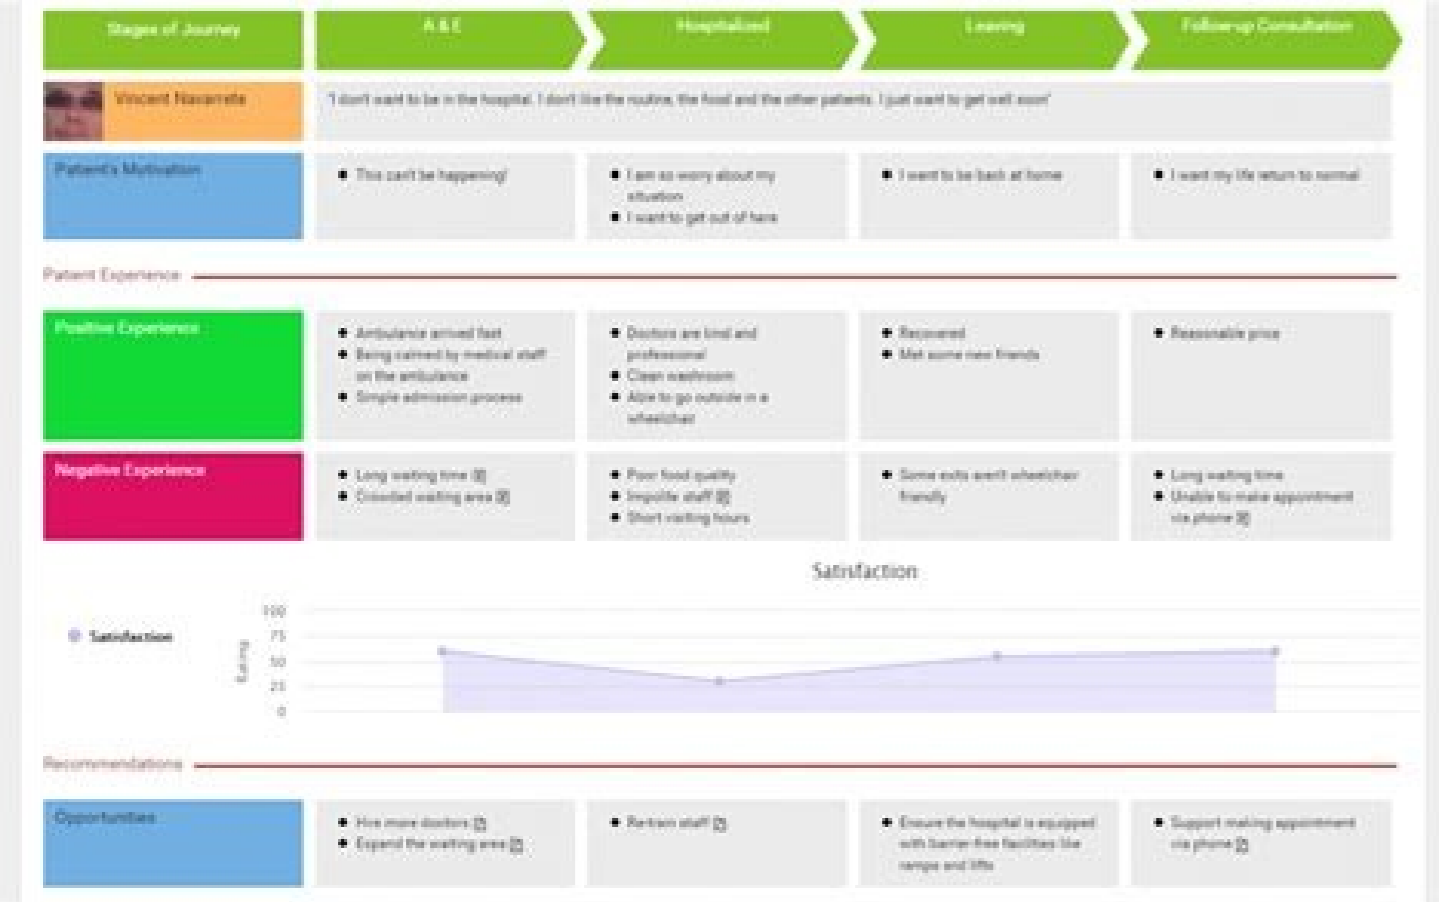 Stages of Journey
A & E
Hospitalized
Leaving
Follow-up Consultation
Vincent Navarrete
"I don't want to be in the hospital. I don't like the routine, the food and the other patients. I just want to get well soon"
Patient's Motivation
This can't be happening!
I am so worry about my
situation
I want to get out of here
I want to be back at home
I want my life return to normal
Patient Experience
Positive Experience
Ambulance arrived fast
Being calmed by medical staff
on the ambulance
Simple admission process
Doctors are kind and
professional
Clean washroom
Able to go outside in a
wheelchair
Recovered
Met some new friends
Reasonable price
Negative Experience
Long waiting time
Crowded waiting area
Poor food quality
Impolite staff
Short visiting hours
Some exits aren't wheelchair
friendly
Long waiting time
Unable to make appointment
via phone
Satisfaction
Satisfaction
Rating
100
75
50
25
0
Recommendations
Opportunities
Hire more doctors
Expand the waiting area
Re-train staff
Ensure the hospital is equipped
with barrier-free facilities like
ramps and lifts
Support making appointment
via phone